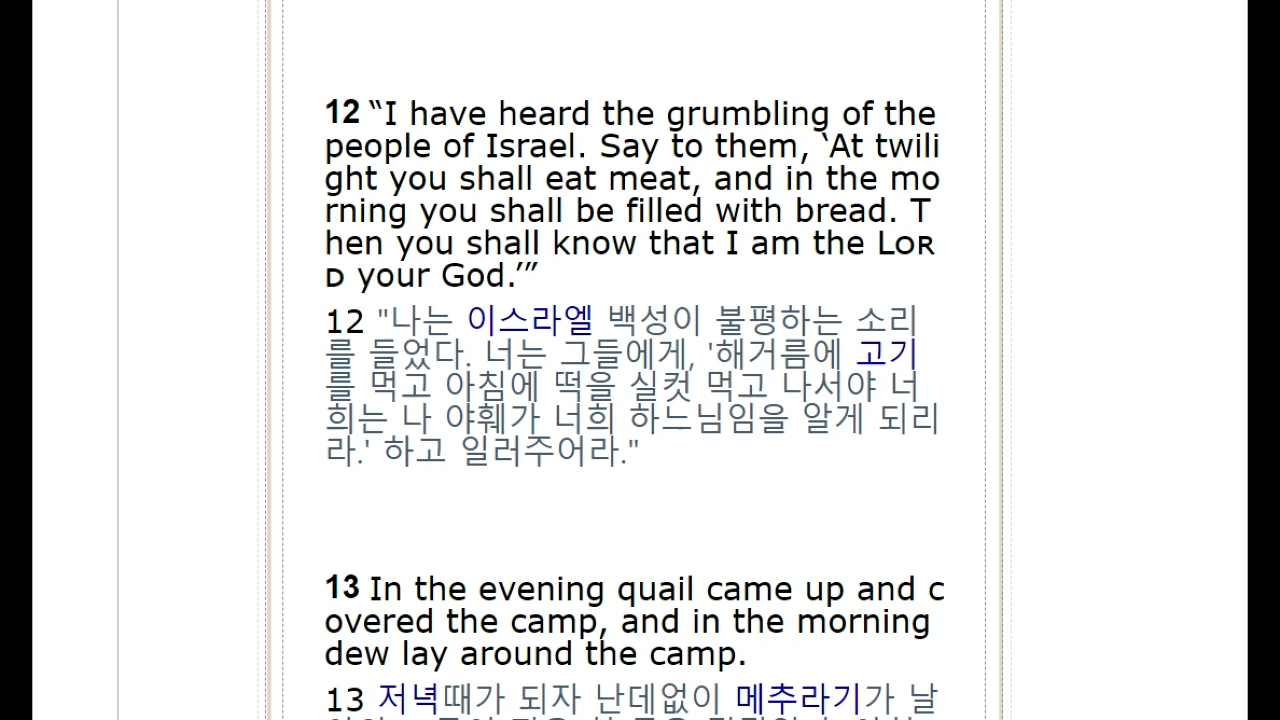 12 “I have heard the grumbling of the
people of Israel. Say to them, ‘At twili
ght you shall eat meat, and in the mo
rning you shall be filled with bread. T
hen you shall know that I am the LOR
D your God.’”
12 "나는 이스라엘 백성이 불평하는 소리
를 들었다. 너는 그들에게, '해거름에 고기
를 먹고 아침에 떡을 실컷 먹고 나서야 너
희는 나 야훼가 너희 하느님임을 알게 되리
라.' 하고 일러주어라."
13 In the evening quail came up and c
overed the camp, and in the morning
dew lay around the camp.
13 저녁때가 되자 난데없이 메추라기가 날